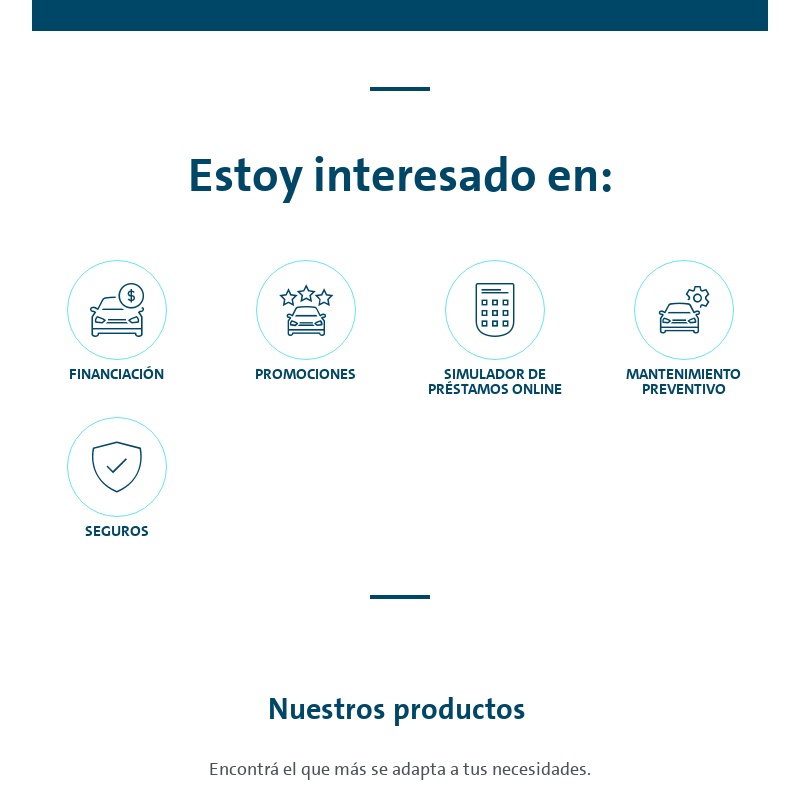 Estoy interesado en:
FINANCIACIÓN
PROMOCIONES
SIMULADOR DE
PRÉSTAMOS ONLINE
MANTENIMIENTO
PREVENTIVO
SEGUROS
Nuestros productos
Encontrá el que más se adapta a tus necesidades.